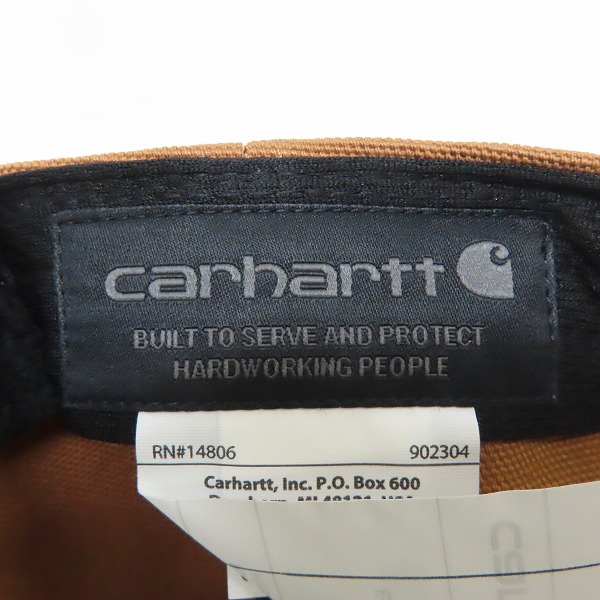 carhartt
BUILT TO SERVE AND PROTECT
HARDWORKING PEOPLE
RN#14806 902304
Carhartt, Inc. P.O. Box 600